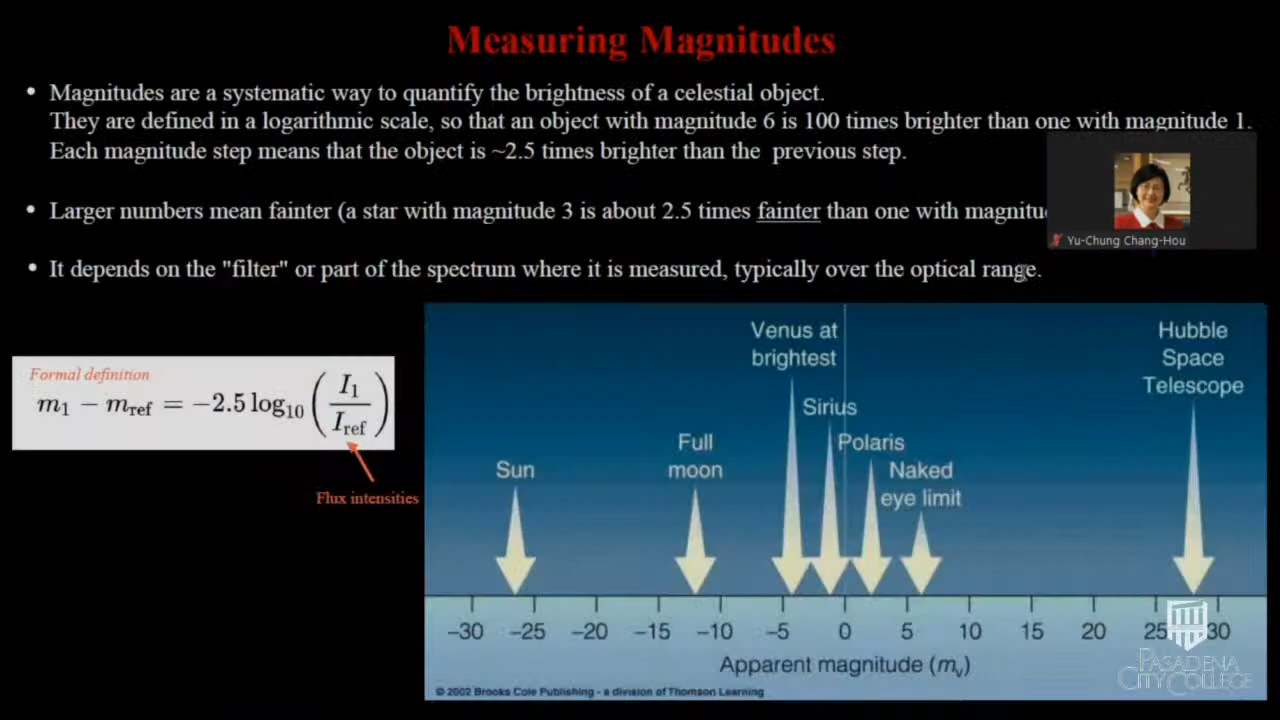 Measuring Magnitudes
• Magnitudes are a systematic way to quantify the brightness of a celestial object.
They are defined in a logarithmic scale, so that an object with magnitude 6 is 100 times brighter than one with magnitude 1.
Each magnitude step means that the object is ~2.5 times brighter than the previous step.
• Larger numbers mean fainter (a star with magnitude 3 is about 2.5 times fainter than one with
Yu-Chung Chang-Hou
• It depends on the "filter" or part of the spectrum where it is measured, typically over the optical range.
Formal definition
m₁ − m_ref = −2.5 log₁₀ (I₁ / I_ref)
Flux intensities
Venus at
brightest
Hubble
Space
Telescope
Sirius
Full
moon
Polaris
Sun
Naked
eye limit
−30 −25 −20 −15 −10 −5 0 5 10 15 20 25 30
Apparent magnitude (mᵥ)
© 2002 Brooks Cole Publishing - a division of Thomson Learning
PASADENA
CITY COLLEGE